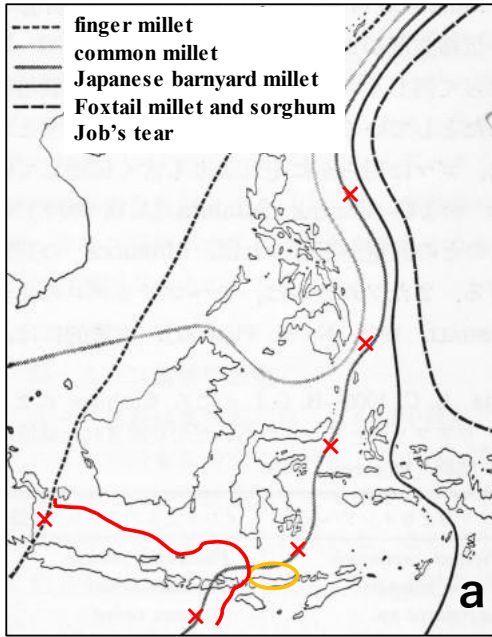 finger millet
common millet
Japanese barnyard millet
Foxtail millet and sorghum
Job's tear
a